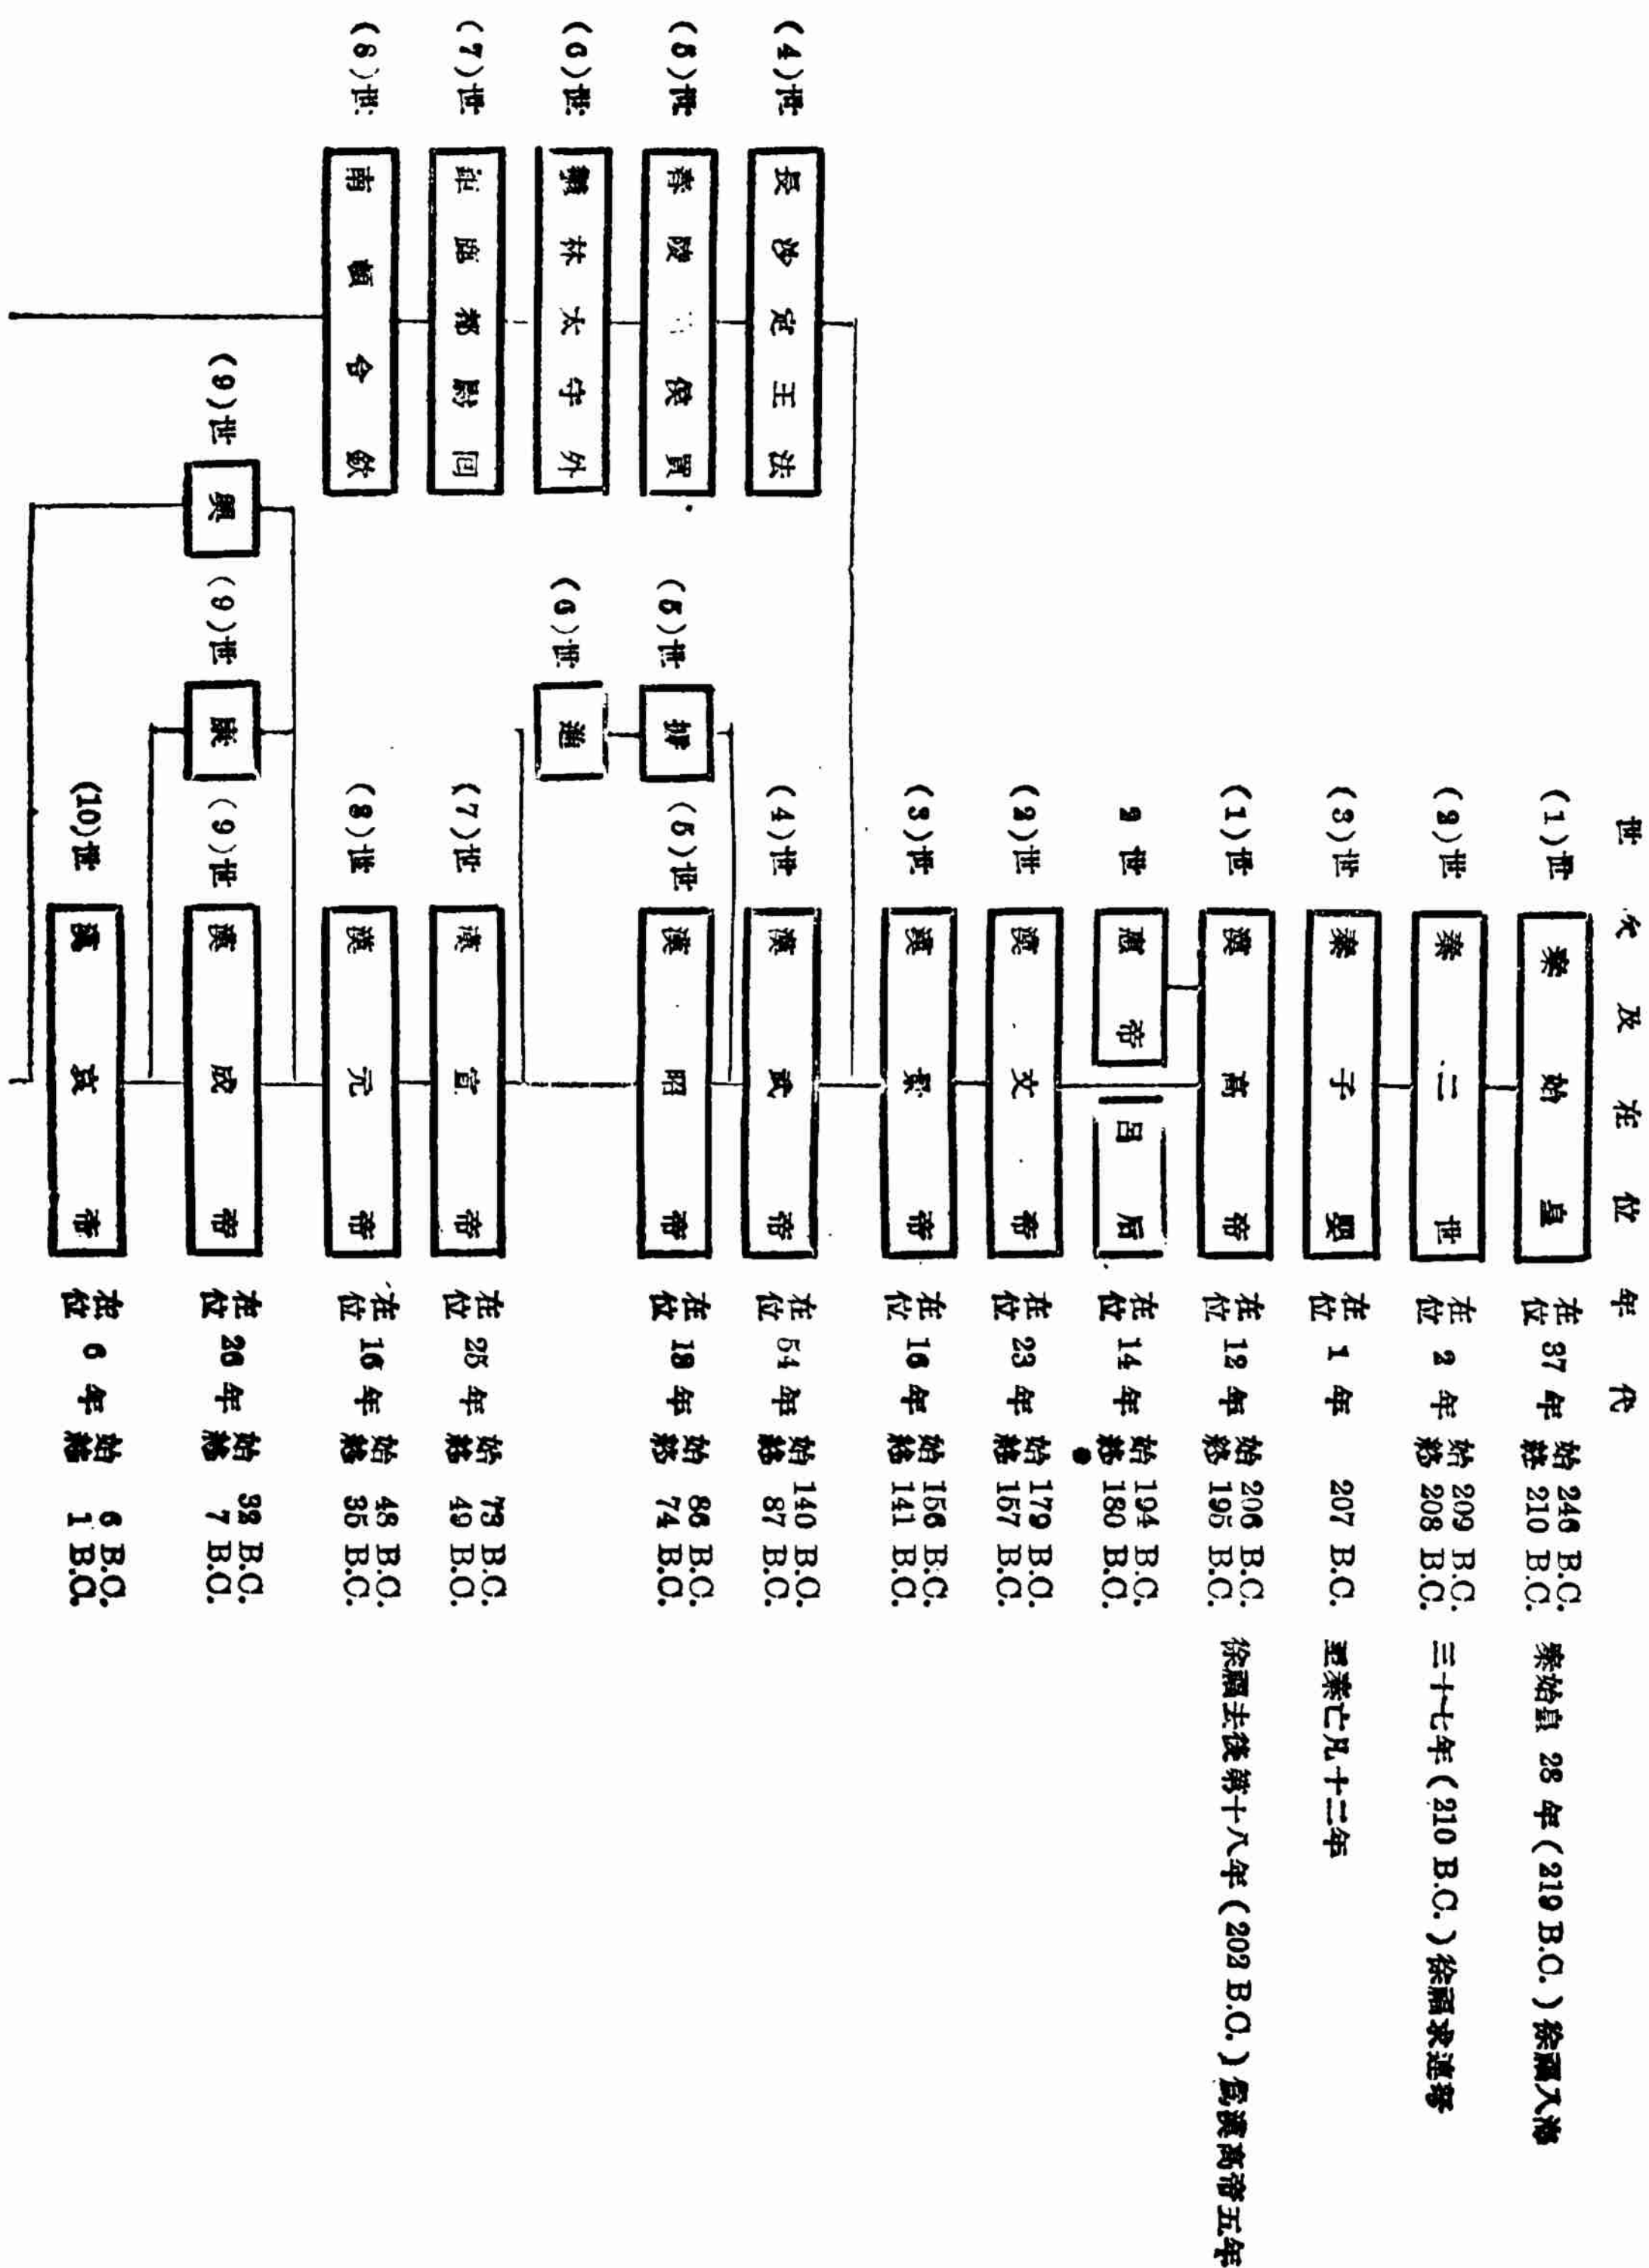 世次及在位年代
(1)世 秦始皇 在位 37 年 始 246 B.C. 終 210 B.C. 秦始皇 28 年(219 B.C.)徐福入海
(2)世 秦二世 在位 2 年 始 209 B.C. 終 208 B.C. 三十七年(210 B.C.)徐福求連弩
(3)世 秦子嬰 在位 1 年 207 B.C. 至秦亡凡十二年
(1)世 漢高帝 在位 12 年 始 206 B.C. 終 195 B.C. 徐福去後第十八年(202 B.C.)爲漢高帝五年
2 世 惠帝 呂后 在位 14 年 始 194 B.C. 終 180 B.C.
(2)世 漢文帝 在位 23 年 始 179 B.C. 終 157 B.C.
(3)世 漢景帝 在位 16 年 始 156 B.C. 終 141 B.C.
(4)世 長沙定王法 (4)世 漢武帝 在位 54 年 始 140 B.C. 終 87 B.C.
(5)世 舂陵侯買 (5)世 據 (5)世 漢昭帝 在位 13 年 始 86 B.C. 終 74 B.C.
(6)世 林太守外 (6)世 進
(7)世 鉅鹿都尉回 (7)世 漢宣帝 在位 25 年 始 73 B.C. 終 49 B.C.
(8)世 南頓令欽 (8)世 漢元帝 在位 16 年 始 48 B.C. 終 35 B.C.
(9)世 興 (9)世 康 (9)世 漢成帝 在位 26 年 始 32 B.C. 終 7 B.C.
(10)世 漢哀帝 在位 6 年 始 6 B.C. 終 1 B.C.